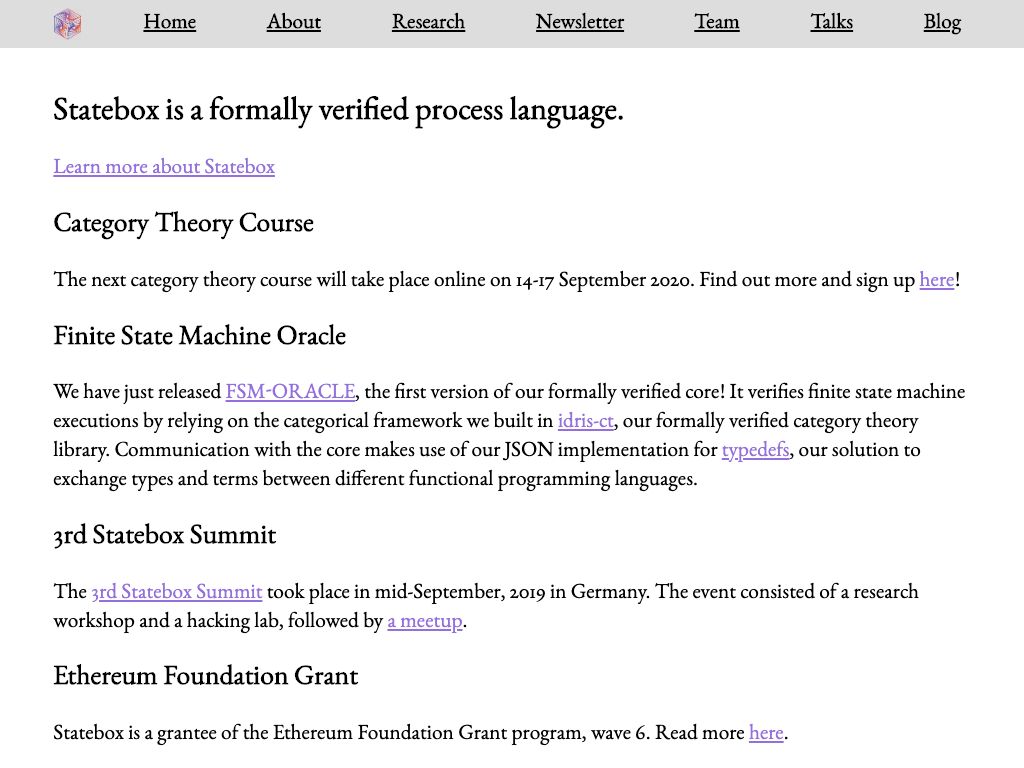 Home About Research Newsletter Team Talks Blog
Statebox is a formally verified process language.
Learn more about Statebox
Category Theory Course
The next category theory course will take place online on 14-17 September 2020. Find out more and sign up here!
Finite State Machine Oracle
We have just released FSM-ORACLE, the first version of our formally verified core! It verifies finite state machine
executions by relying on the categorical framework we built in idris-ct, our formally verified category theory
library. Communication with the core makes use of our JSON implementation for typedefs, our solution to
exchange types and terms between different functional programming languages.
3rd Statebox Summit
The 3rd Statebox Summit took place in mid-September, 2019 in Germany. The event consisted of a research
workshop and a hacking lab, followed by a meetup.
Ethereum Foundation Grant
Statebox is a grantee of the Ethereum Foundation Grant program, wave 6. Read more here.